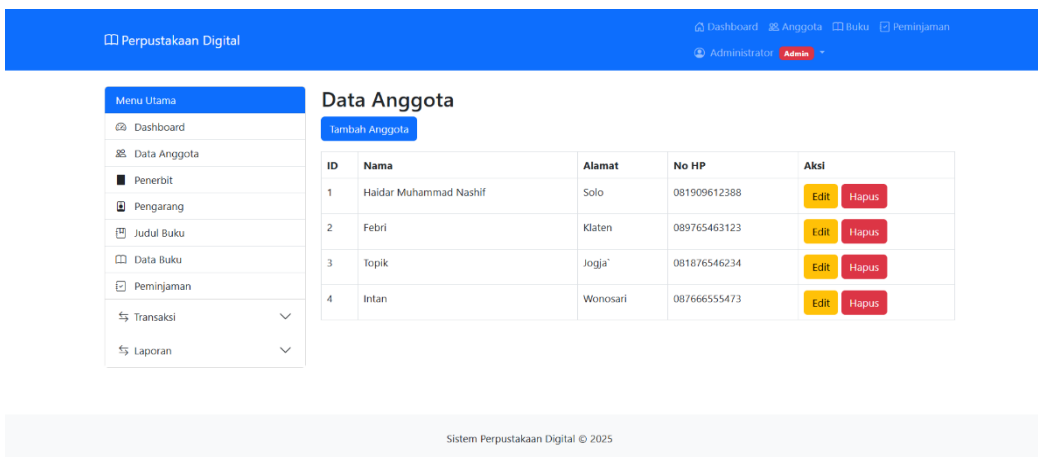 Perpustakaan Digital
Dashboard Anggota Buku Peminjaman
Administrator Admin
Menu Utama
Dashboard
Data Anggota
Penerbit
Pengarang
Judul Buku
Data Buku
Peminjaman
Transaksi
Laporan
Data Anggota
Tambah Anggota
ID Nama Alamat No HP Aksi
1 Haidar Muhammad Nashif Solo 081909612388 Edit Hapus
2 Febri Klaten 089765463123 Edit Hapus
3 Topik Jogja` 081876546234 Edit Hapus
4 Intan Wonosari 087666555473 Edit Hapus
Sistem Perpustakaan Digital © 2025